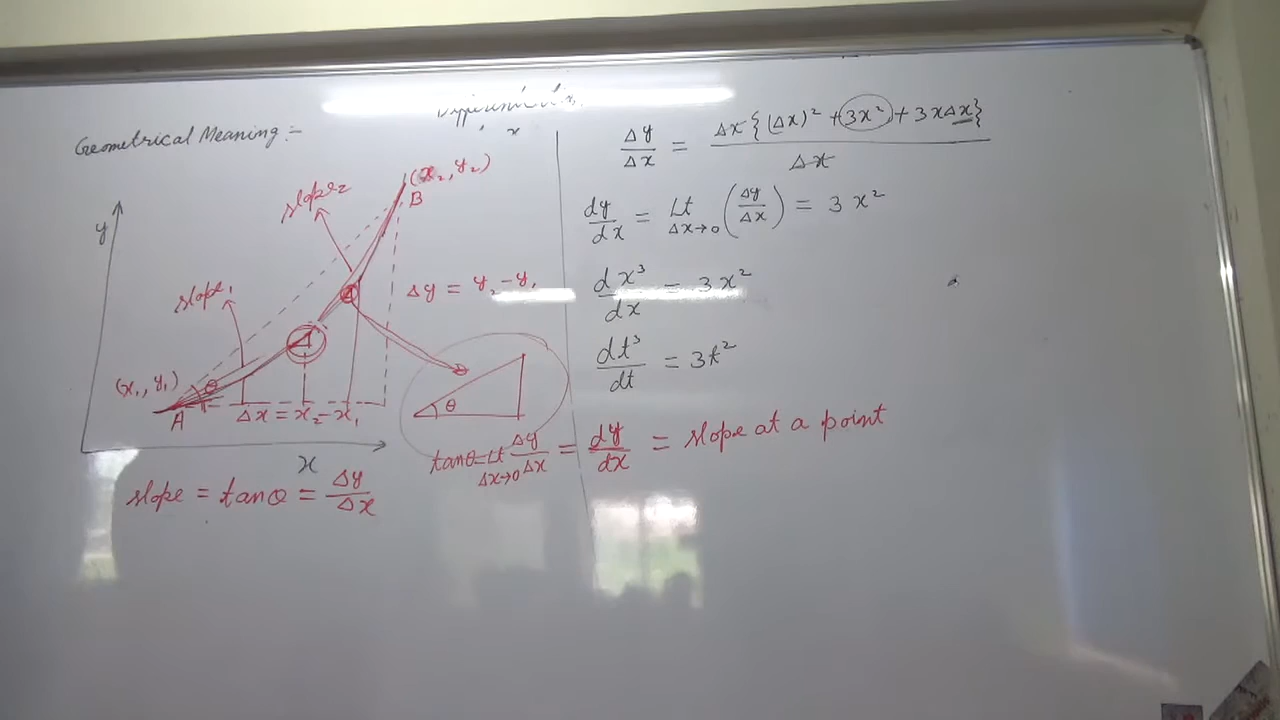 Geometrical Meaning :-
y
slope₂
(x₂, y₂)
B
slope₁
Δy = y₂ - y₁
(x₁, y₁)
θ
A
Δx = x₂ - x₁
x
θ
slope = tanθ = Δy/Δx
tanθ = Lt Δx→0 Δy/Δx = dy/dx = slope at a point
Δy/Δx = Δx {(Δx)² + 3x² + 3xΔx} / Δx
dy/dx = Lt Δx→0 (Δy/Δx) = 3x²
dx³/dx = 3x²
dt³/dt = 3t²